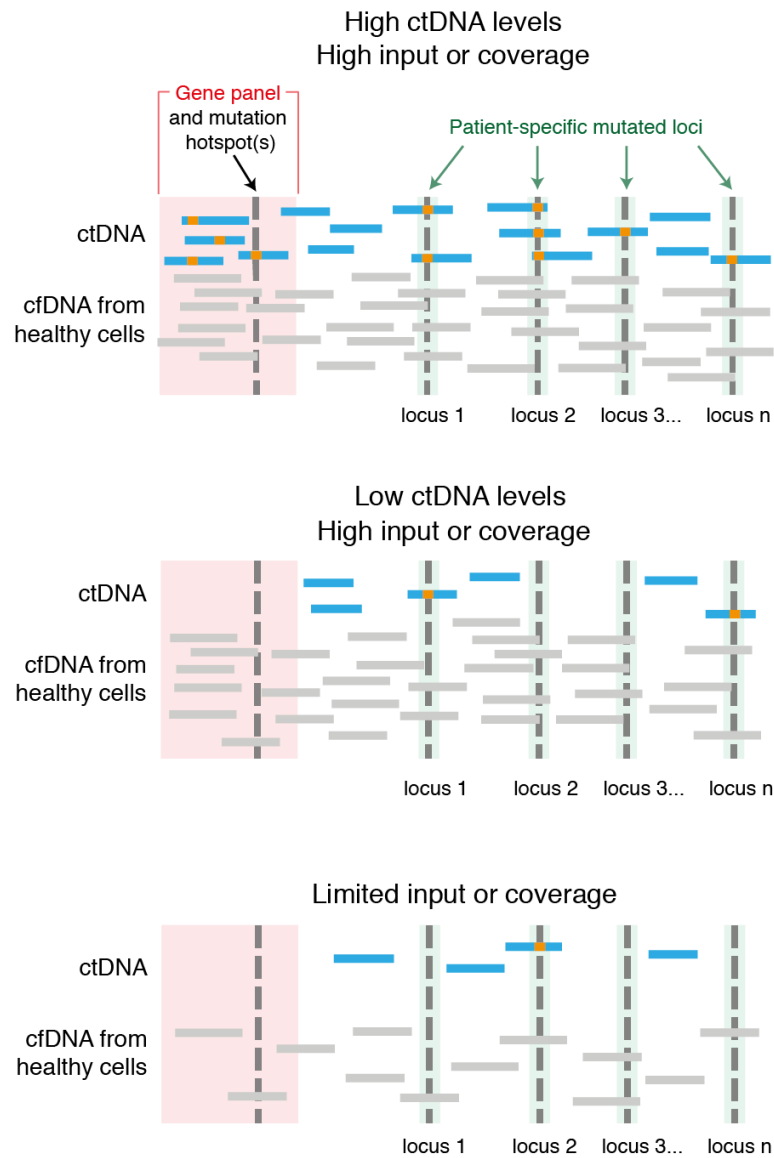 High ctDNA levels
High input or coverage
Gene panel
and mutation
hotspot(s)
Patient-specific mutated loci
ctDNA
cfDNA from
healthy cells
locus 1 locus 2 locus 3... locus n
Low ctDNA levels
High input or coverage
ctDNA
cfDNA from
healthy cells
locus 1 locus 2 locus 3... locus n
Limited input or coverage
ctDNA
cfDNA from
healthy cells
locus 1 locus 2 locus 3... locus n